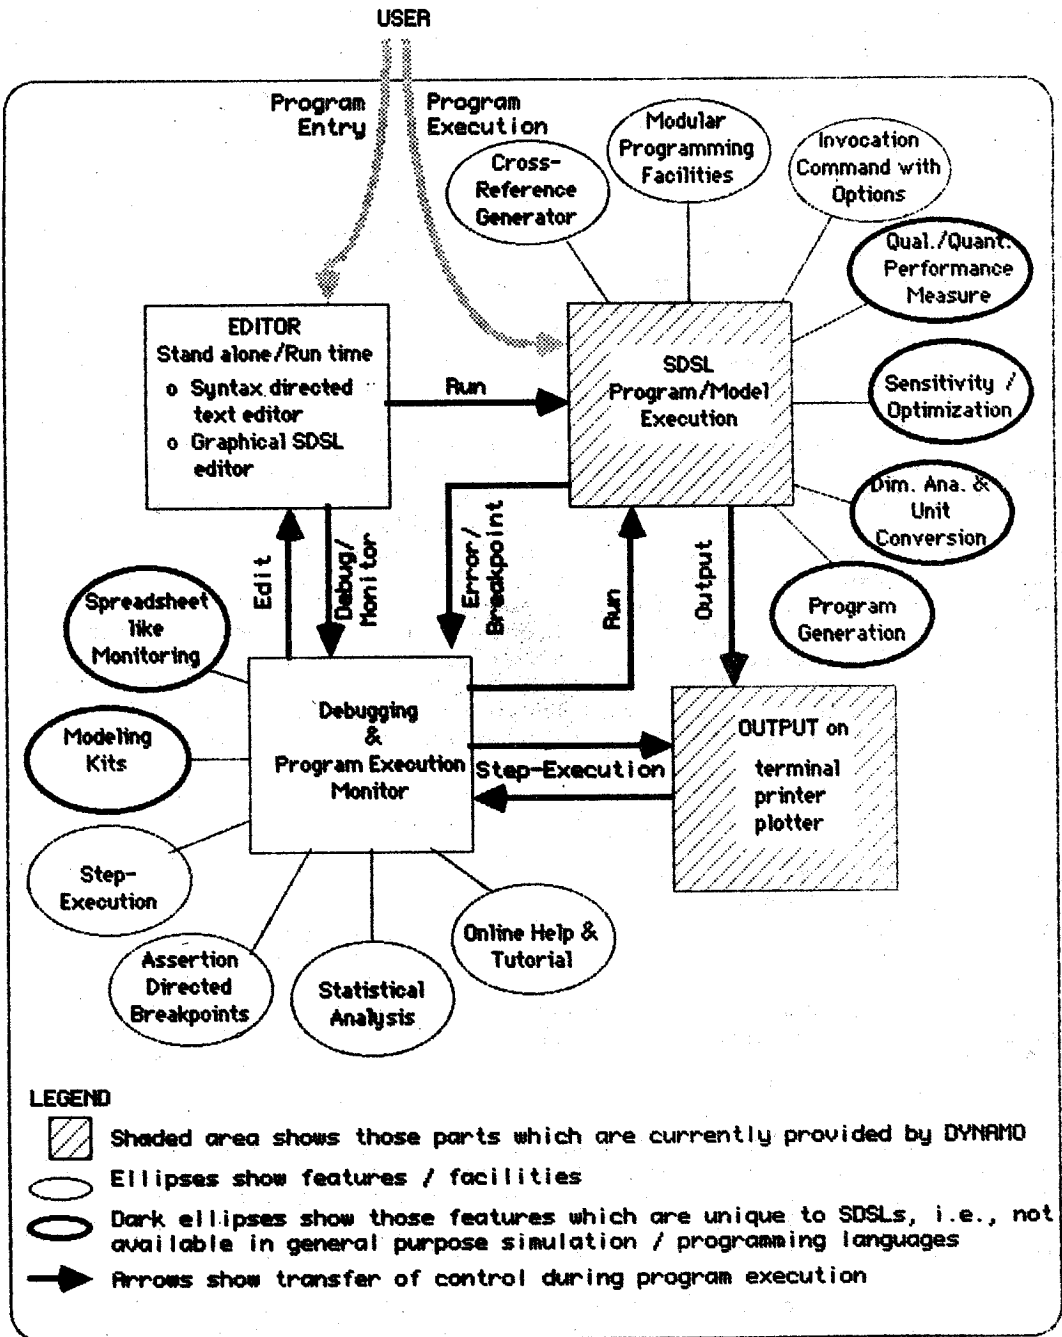 USER
Program
Entry
Program
Execution
Cross-
Reference
Generator
Modular
Programming
Facilities
Invocation
Command with
Options
Qual./Quant.
Performance
Measure
EDITOR
Stand alone/Run time
o Syntax directed
text editor
o Graphical SDSL
editor
Run
SDSL
Program/Model
Execution
Sensitivity /
Optimization
Dim. Ana. &
Unit
Conversion
Program
Generation
Edit
Debug/
Monitor
Error/
Breakpoint
Run
Output
Spreadsheet
like
Monitoring
Modeling
Kits
Debugging
&
Program Execution
Monitor
Step-Execution
OUTPUT on
terminal
printer
plotter
Step-
Execution
Assertion
Directed
Breakpoints
Statistical
Analysis
Online Help &
Tutorial
LEGEND
Shaded area shows those parts which are currently provided by DYNAMO
Ellipses show features / facilities
Dark ellipses show those features which are unique to SDSLs, i.e., not
available in general purpose simulation / programming languages
Arrows show transfer of control during program execution